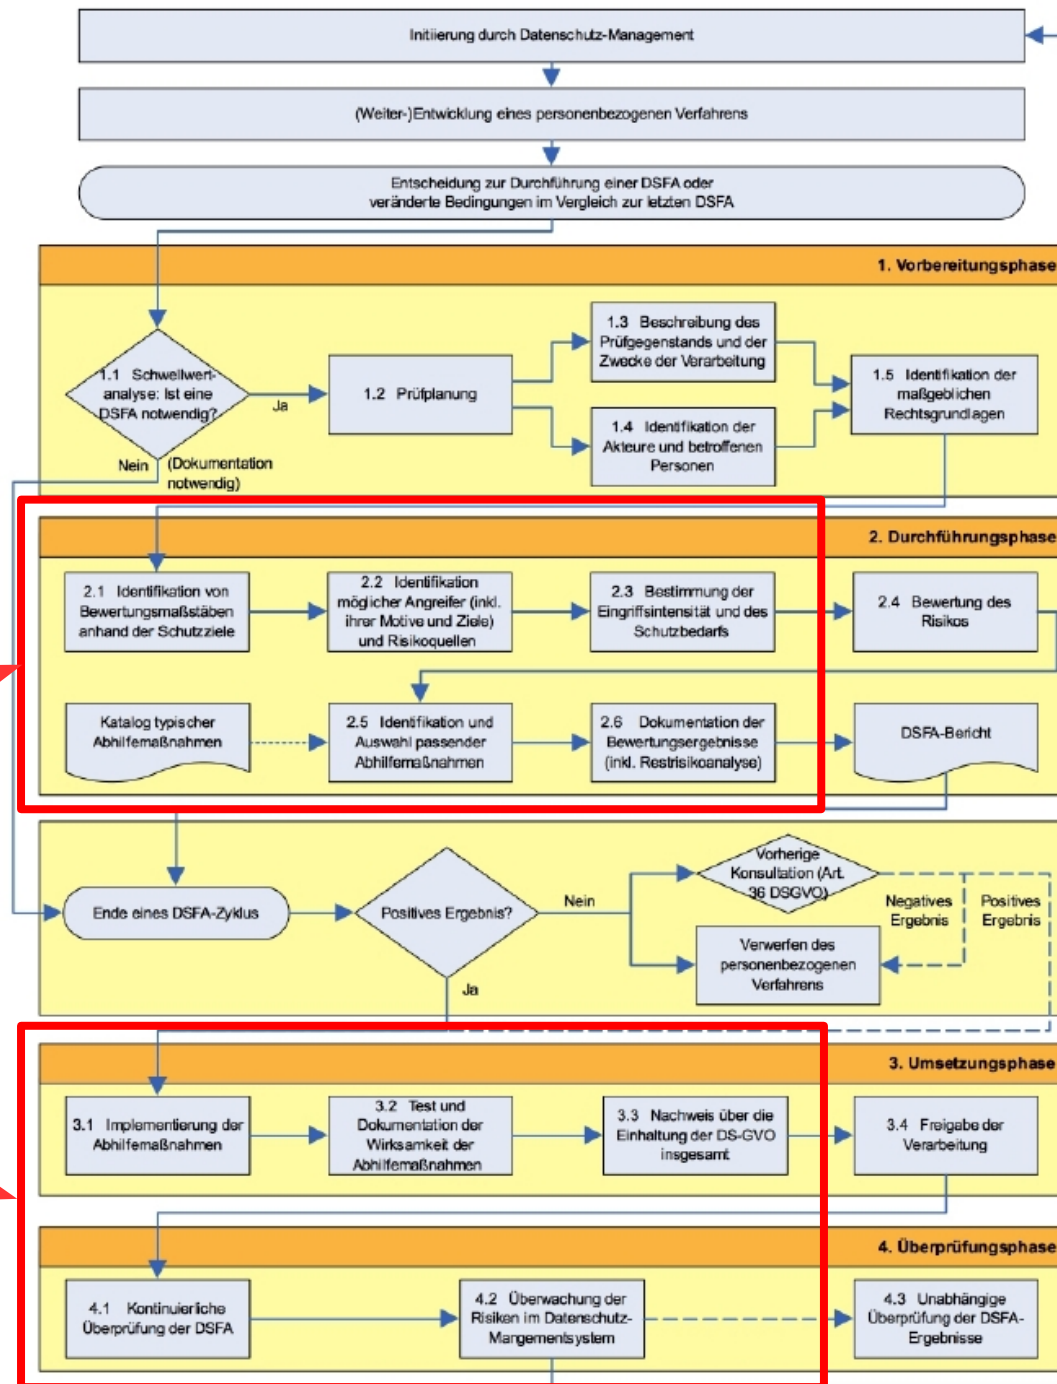 Initiierung durch Datenschutz-Management
(Weiter-)Entwicklung eines personenbezogenen Verfahrens
Entscheidung zur Durchführung einer DSFA oder
veränderte Bedingungen im Vergleich zur letzten DSFA
1. Vorbereitungsphase
1.1 Schwellwert-
analyse: Ist eine
DSFA notwendig?
Ja
Nein
(Dokumentation
notwendig)
1.2 Prüfplanung
1.3 Beschreibung des
Prüfgegenstands und der
Zwecke der Verarbeitung
1.4 Identifikation der
Akteure und betroffenen
Personen
1.5 Identifikation der
maßgeblichen
Rechtsgrundlagen
2. Durchführungsphase
2.1 Identifikation von
Bewertungsmaßstäben
anhand der Schutzziele
2.2 Identifikation
möglicher Angreifer (inkl.
ihrer Motive und Ziele)
und Risikoquellen
2.3 Bestimmung der
Eingriffsintensität und des
Schutzbedarfs
2.4 Bewertung des
Risikos
Katalog typischer
Abhilfemaßnahmen
2.5 Identifikation und
Auswahl passender
Abhilfemaßnahmen
2.6 Dokumentation der
Bewertungsergebnisse
(inkl. Restrisikoanalyse)
DSFA-Bericht
Ende eines DSFA-Zyklus
Positives Ergebnis?
Nein
Ja
Vorherige
Konsultation (Art.
36 DSGVO)
Negatives
Ergebnis
Positives
Ergebnis
Verwerfen des
personenbezogenen
Verfahrens
3. Umsetzungsphase
3.1 Implementierung der
Abhilfemaßnahmen
3.2 Test und
Dokumentation der
Wirksamkeit der
Abhilfemaßnahmen
3.3 Nachweis über die
Einhaltung der DS-GVO
insgesamt
3.4 Freigabe der
Verarbeitung
4. Überprüfungsphase
4.1 Kontinuierliche
Überprüfung der DSFA
4.2 Überwachung der
Risiken im Datenschutz-
Mangementsystem
4.3 Unabhängige
Überprüfung der DSFA-
Ergebnisse